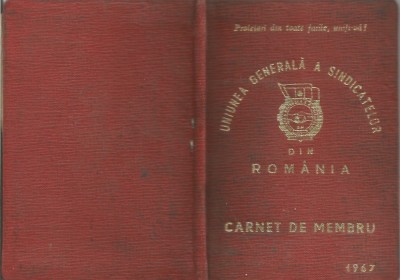 Proletari din toate țările, uniți-vă!
UNIUNEA GENERALĂ A SINDICATELOR
DIN
ROMÂNIA
CARNET DE MEMBRU
1967